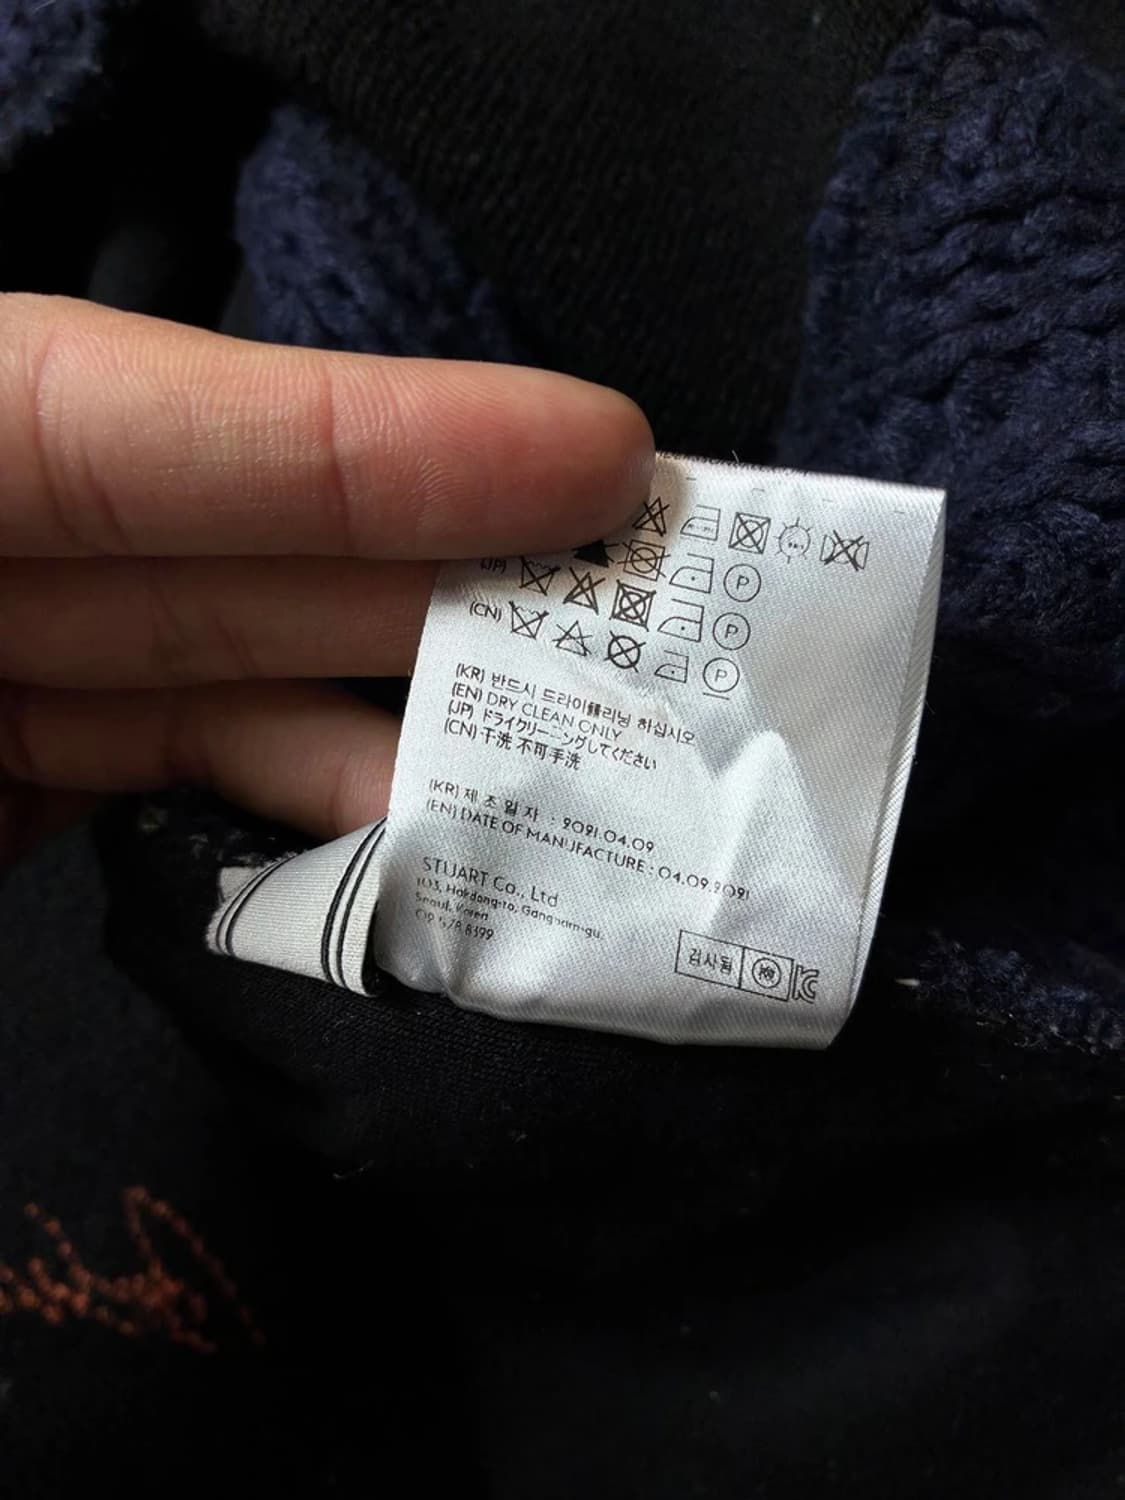 (JP)
P
P
(CN)
P
(KR) 반드시 드라이클리닝 하십시오
(EN) DRY CLEAN ONLY
(JP) ドライクリーニングしてください
(CN) 干洗 不可手洗
(KR) 제 조 일 자 : 2021.04.09
(EN) DATE OF MANUFACTURE : 04.09.2021
STUART Co., Ltd
103, Hakdong-ro, Gangnam-gu,
Seoul, Korea
검사필